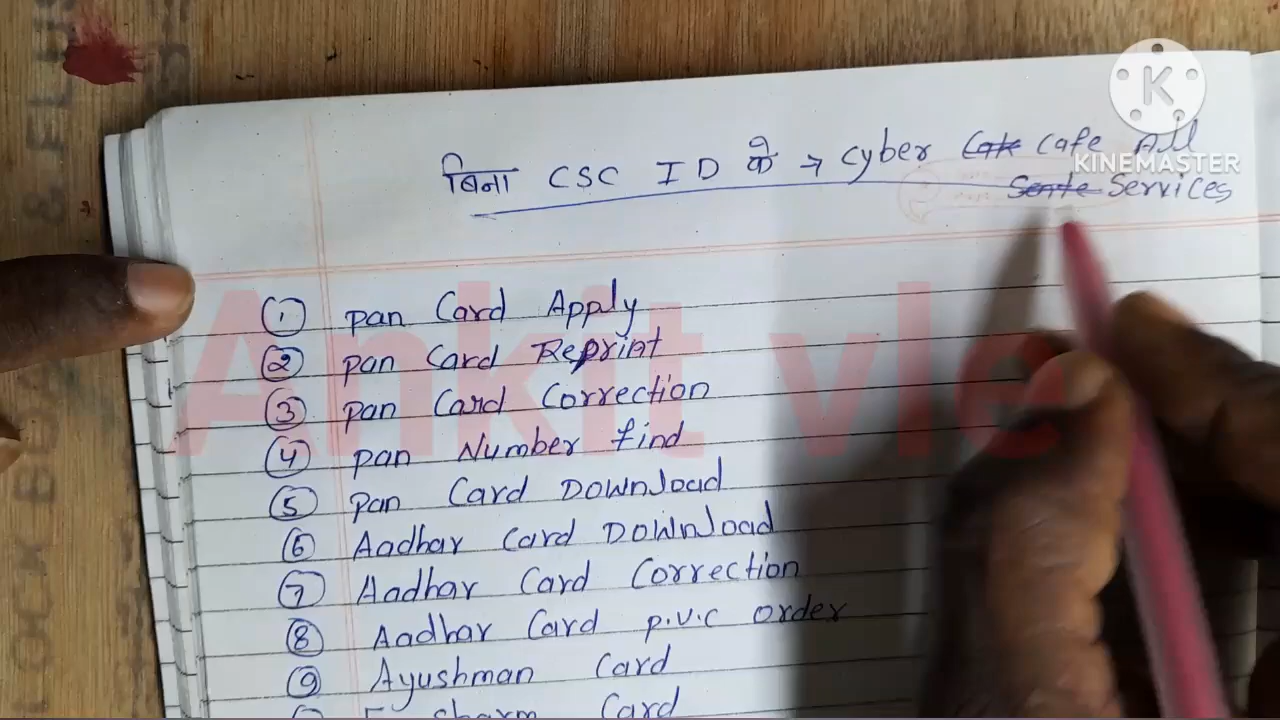 K
KINEMASTER
बिना CSC ID के → Cyber Cafe Cafe All
Services
① pan Card Apply
② pan Card Reprint
③ pan Card Correction
④ pan Number find
⑤ pan Card Download
⑥ Aadhar Card Download
⑦ Aadhar Card Correction
⑧ Aadhar Card p.v.c order
⑨ Ayushman Card
Card
Ankit vle